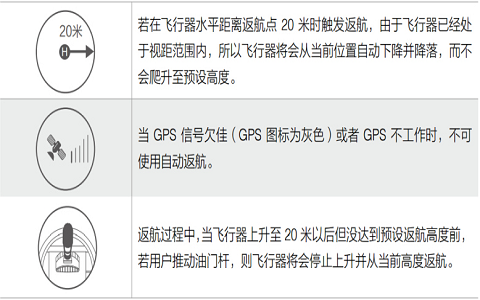 20米
H
若在飞行器水平距离返航点 20 米时触发返航，由于飞行器已经处
于视距范围内，所以飞行器将会从当前位置自动下降并降落，而不
会爬升至预设高度。
当 GPS 信号欠佳（GPS 图标为灰色）或者 GPS 不工作时，不可
使用自动返航。
返航过程中，当飞行器上升至 20 米以后但没达到预设返航高度前，
若用户推动油门杆，则飞行器将会停止上升并从当前高度返航。